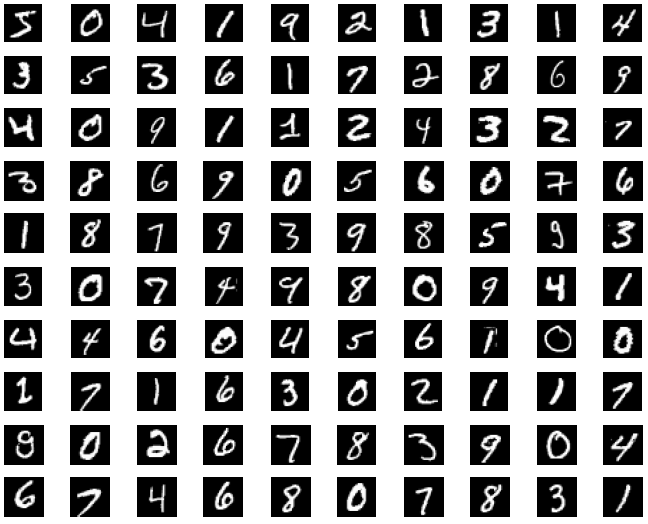 5 0 4 1 9 2 1 3 1 4
3 5 3 6 1 7 2 8 6 9
4 0 9 1 1 2 4 3 2 7
3 8 6 9 0 5 6 0 7 6
1 8 7 9 3 9 8 5 9 3
3 0 7 4 9 8 0 9 4 1
4 4 6 0 4 5 6 1 0 0
1 7 1 6 3 0 2 1 1 7
8 0 2 6 7 8 3 9 0 4
6 7 4 6 8 0 7 8 3 1